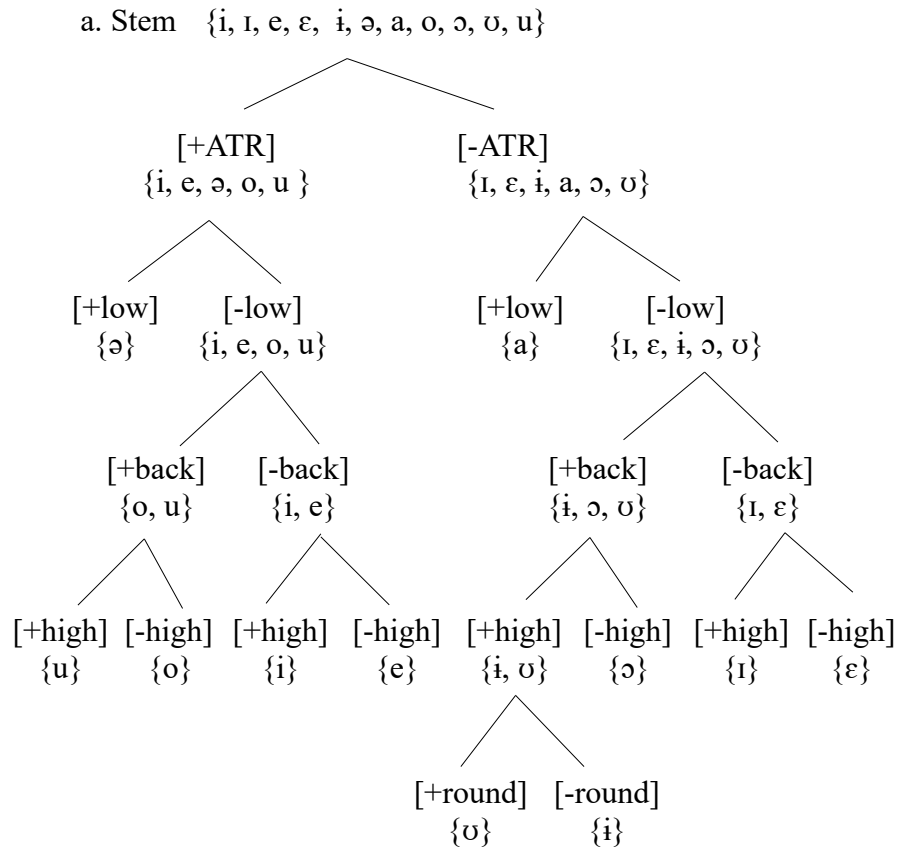 a. Stem {i, ɪ, e, ɛ, ɨ, ə, a, o, ɔ, ʊ, u}
[+ATR] [-ATR]
{i, e, ə, o, u } {ɪ, ɛ, ɨ, a, ɔ, ʊ}
[+low] [-low] [+low] [-low]
{ə} {i, e, o, u} {a} {ɪ, ɛ, ɨ, ɔ, ʊ}
[+back] [-back] [+back] [-back]
{o, u} {i, e} {ɨ, ɔ, ʊ} {ɪ, ɛ}
[+high] [-high] [+high] [-high] [+high] [-high] [+high] [-high]
{u} {o} {i} {e} {ɨ, ʊ} {ɔ} {ɪ} {ɛ}
[+round] [-round]
{ʊ} {ɨ}